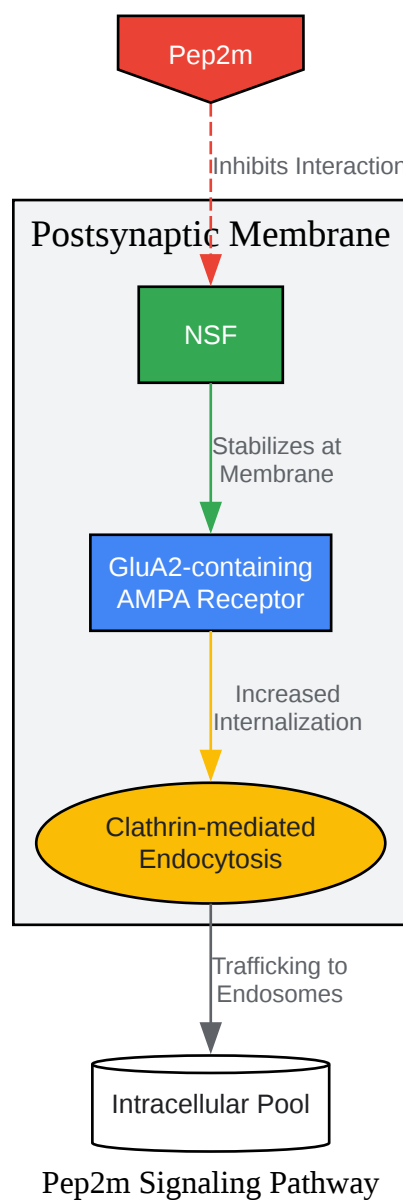 Pep2m
Inhibits Interaction
Postsynaptic Membrane
NSF
Stabilizes at
Membrane
GluA2-containing
AMPA Receptor
Increased
Internalization
Clathrin-mediated
Endocytosis
Trafficking to
Endosomes
Intracellular Pool
Pep2m Signaling Pathway